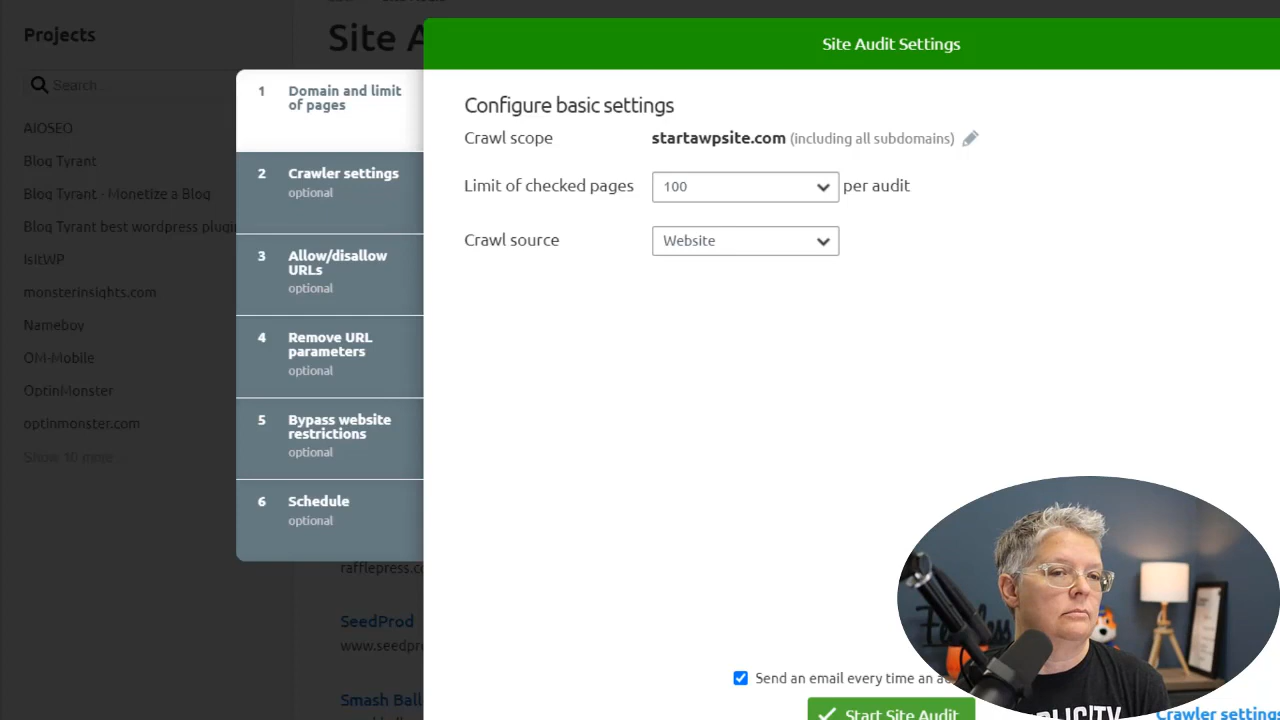 Projects
Search...
AIOSEO
Blog Tyrant
Blog Tyrant - Monetize a Blog
Blog Tyrant best wordpress plugin
IsItWP
monsterinsights.com
Nameboy
OM-Mobile
OptinMonster
optinmonster.com
Show 10 more...
Site A
1 Domain and limit
of pages
2 Crawler settings
optional
3 Allow/disallow
URLs
optional
4 Remove URL
parameters
optional
5 Bypass website
restrictions
optional
6 Schedule
optional
rafflepress.c
SeedProd
www.seedpr
Smash Ball
Site Audit Settings
Configure basic settings
Crawl scope startawpsite.com (including all subdomains)
Limit of checked pages 100 per audit
Crawl source Website
Send an email every time an
Start Site Audit
Crawler settings
Fearless